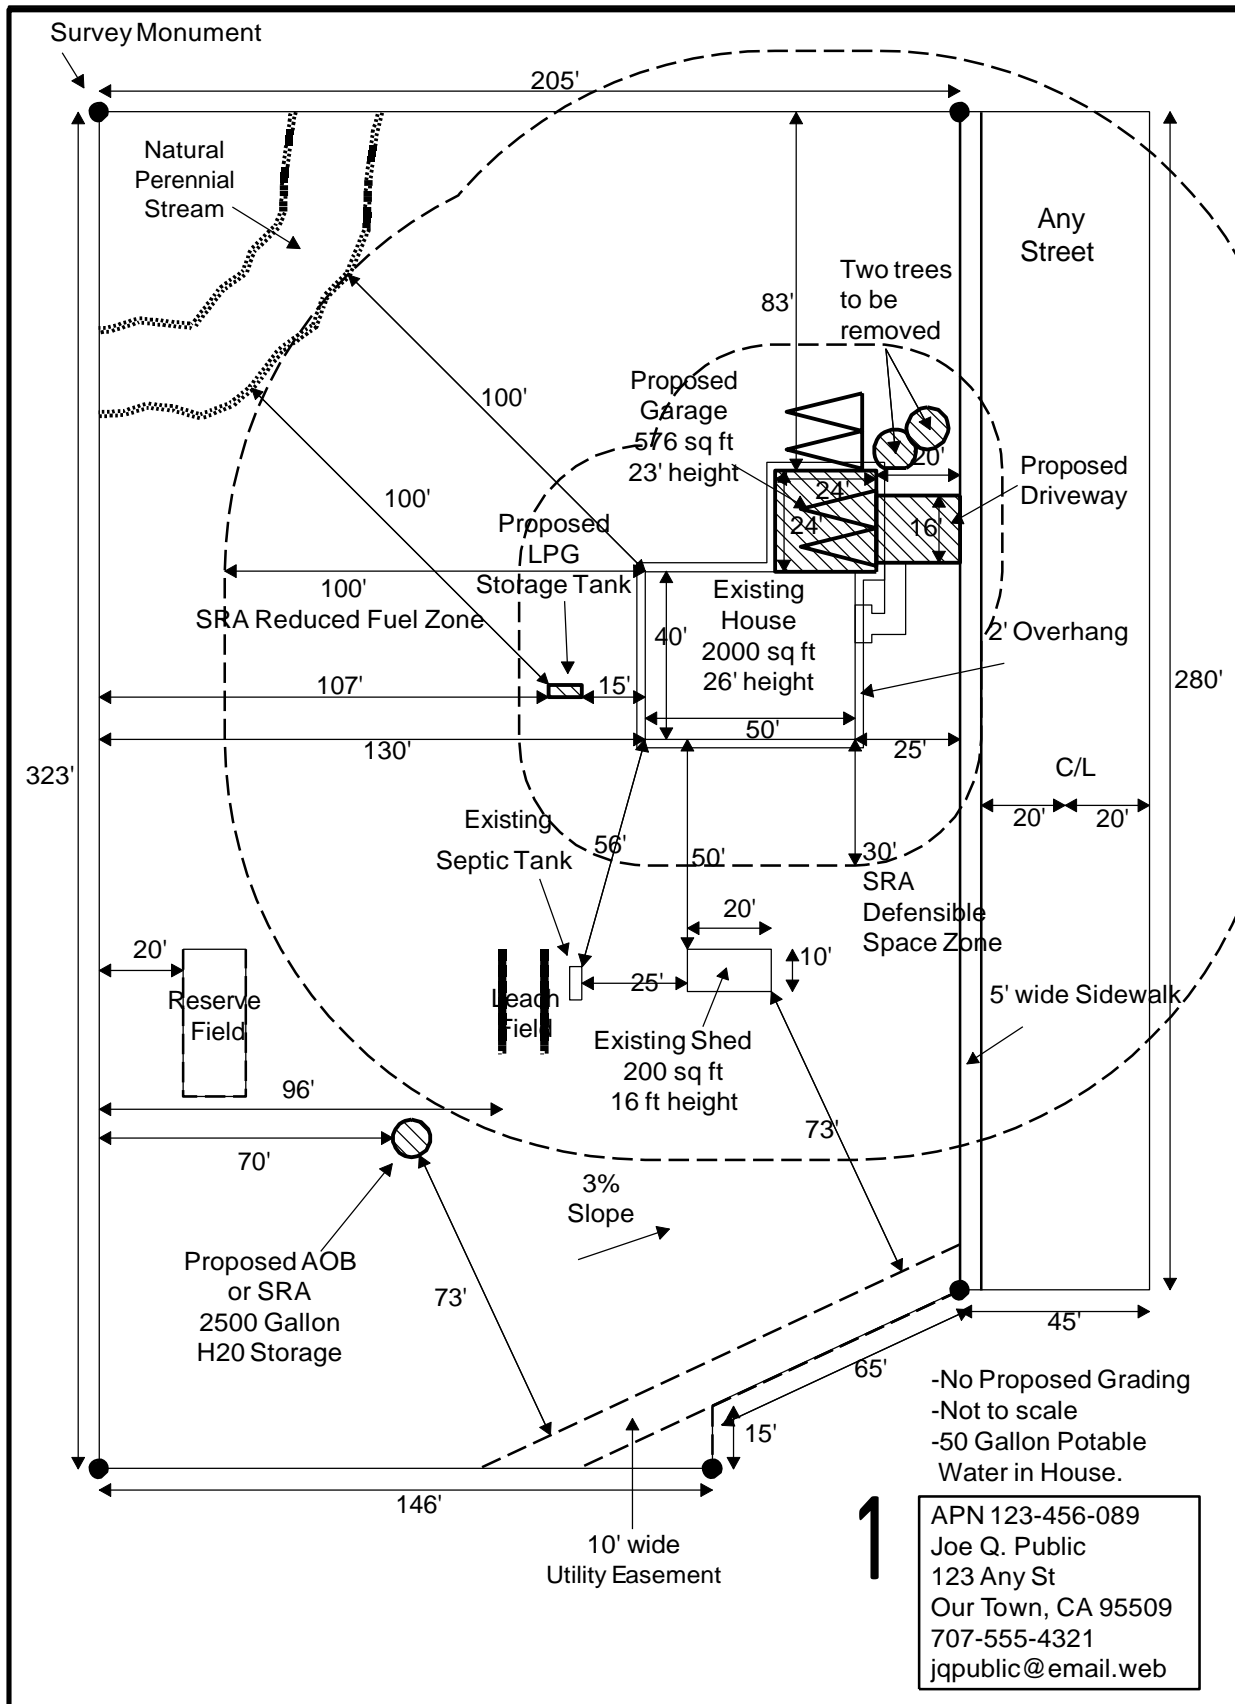 Survey Monument
205'
Natural
Perennial
Stream
Any
Street
Two trees
to be
removed
83'
Proposed
Garage
576 sq ft
23' height
100'
20'
Proposed
Driveway
24'
24'
16'
100'
Proposed
LPG
Storage Tank
100'
SRA Reduced Fuel Zone
Existing
House
2000 sq ft
26' height
40'
2' Overhang
107'
15'
280'
50'
130'
25'
323'
C/L
20'
20'
Existing
Septic Tank
56'
50'
30'
SRA
Defensible
Space Zone
20'
20'
10'
25'
Reserve
Field
Leach
Field
5' wide Sidewalk
Existing Shed
200 sq ft
16 ft height
96'
70'
73'
3%
Slope
Proposed AOB
or SRA
2500 Gallon
H20 Storage
73'
45'
65'
15'
-No Proposed Grading
-Not to scale
-50 Gallon Potable
Water in House.
146'
10' wide
Utility Easement
1
APN 123-456-089
Joe Q. Public
123 Any St
Our Town, CA 95509
707-555-4321
jqpublic@email.web